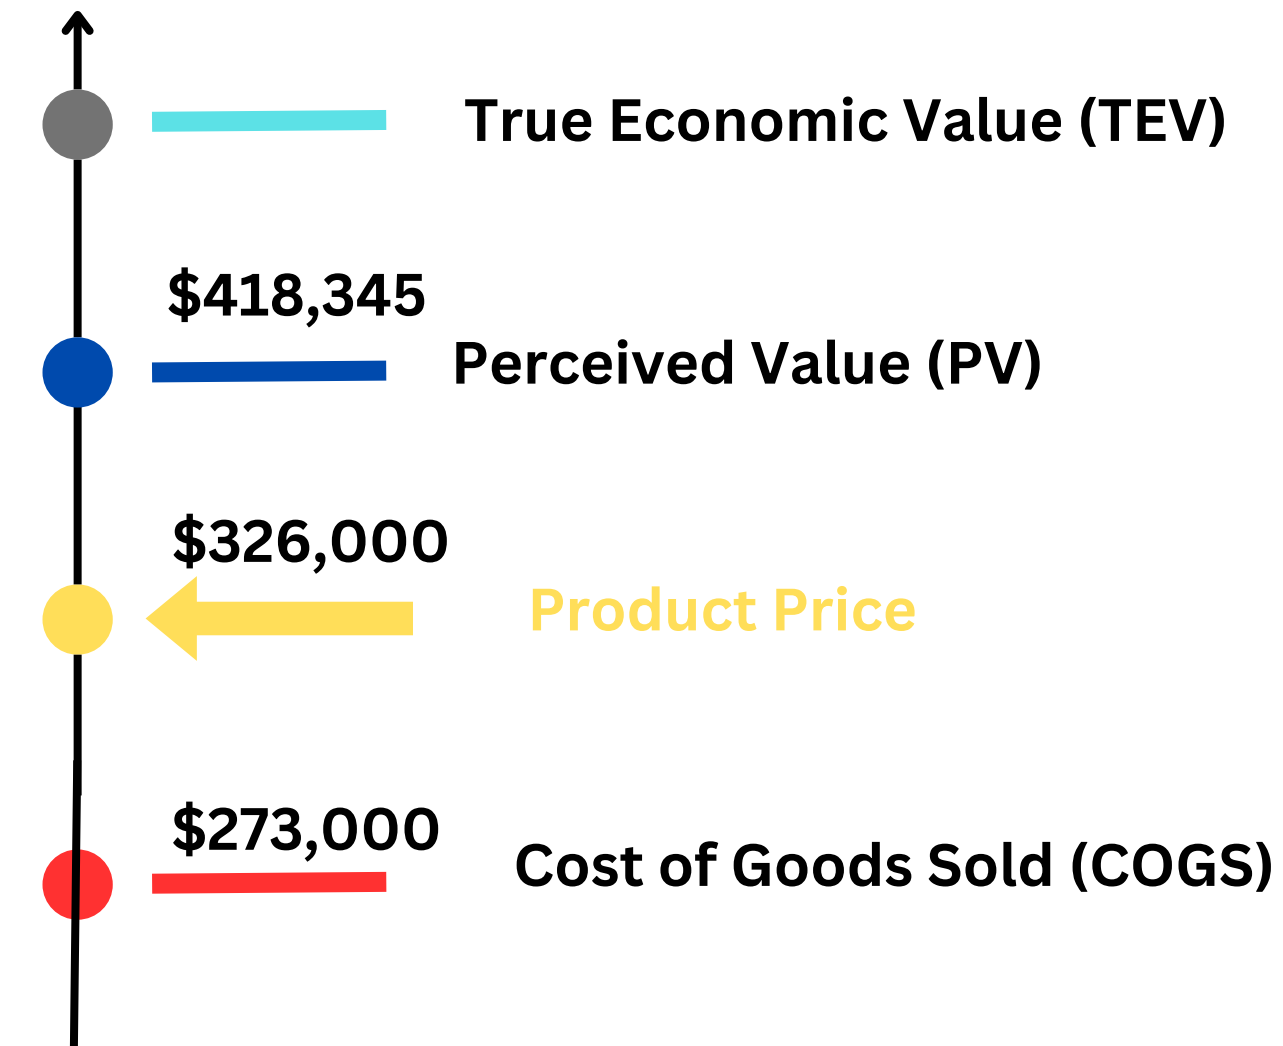 True Economic Value (TEV)
$418,345
Perceived Value (PV)
$326,000
Product Price
$273,000
Cost of Goods Sold (COGS)